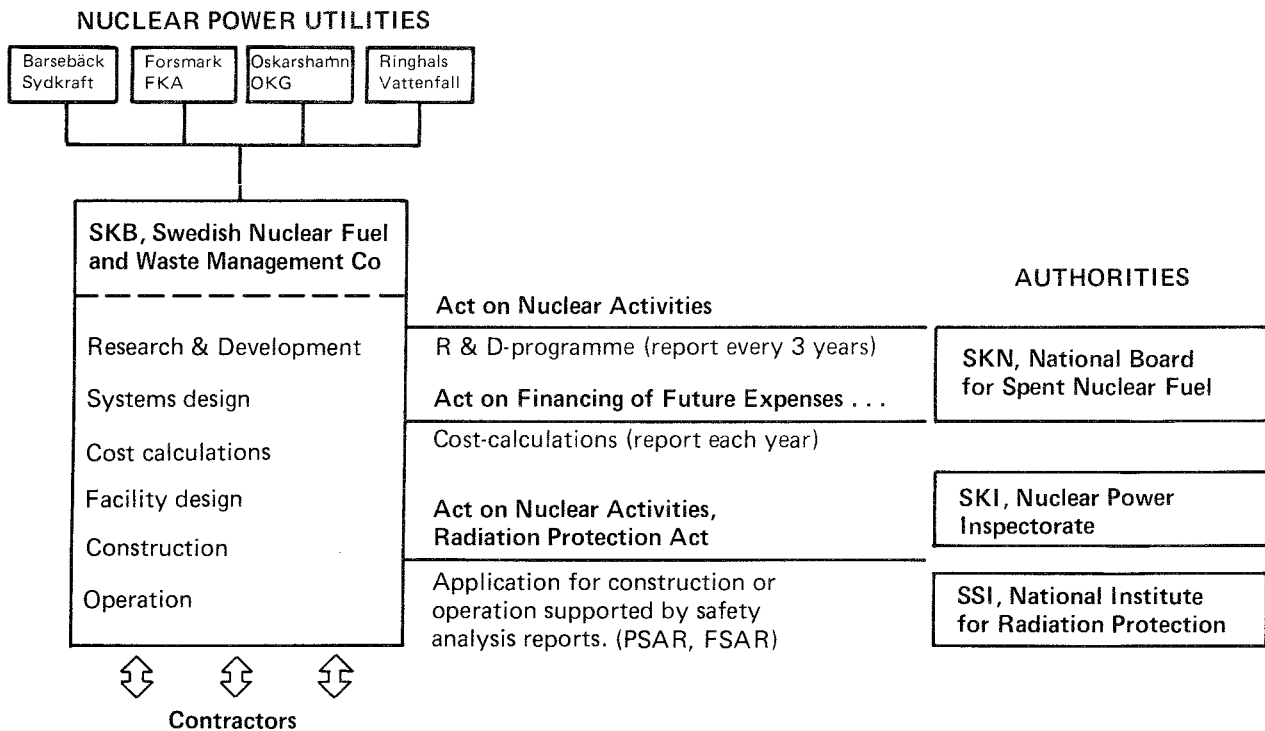 NUCLEAR POWER UTILITIES
Barsebäck
Sydkraft
Forsmark
FKA
Oskarshamn
OKG
Ringhals
Vattenfall
SKB, Swedish Nuclear Fuel
and Waste Management Co
Research & Development
Systems design
Cost calculations
Facility design
Construction
Operation
Contractors
Act on Nuclear Activities
R & D-programme (report every 3 years)
Act on Financing of Future Expenses . . .
Cost-calculations (report each year)
Act on Nuclear Activities,
Radiation Protection Act
Application for construction or
operation supported by safety
analysis reports. (PSAR, FSAR)
AUTHORITIES
SKN, National Board
for Spent Nuclear Fuel
SKI, Nuclear Power
Inspectorate
SSI, National Institute
for Radiation Protection